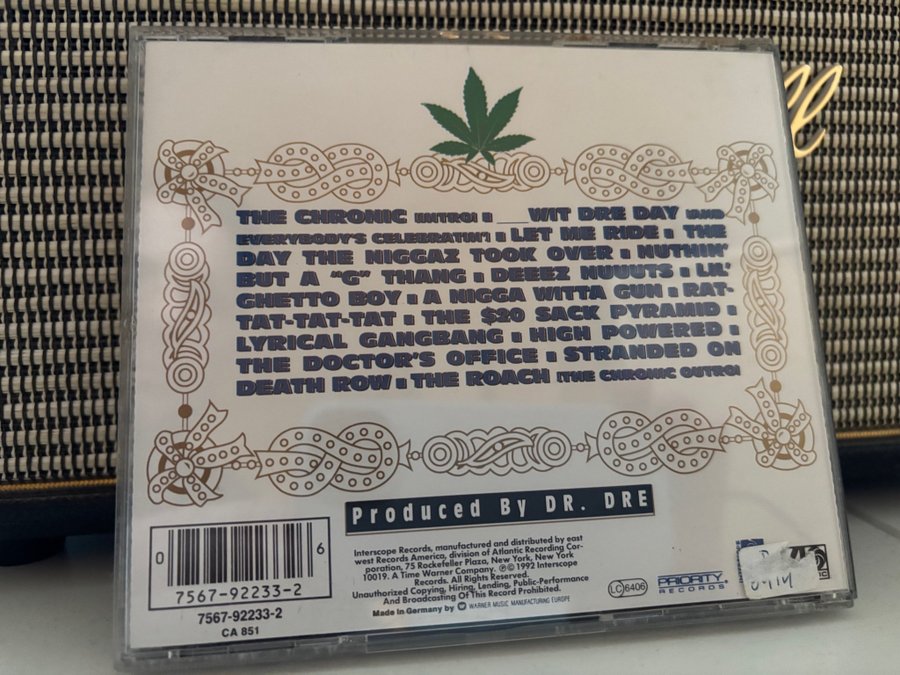 THE CHRONIC (INTRO) ■ ___WIT DRE DAY (AND
EVERYBODY'S CELEBRATIN') ■ LET ME RIDE ■ THE
DAY THE NIGGAZ TOOK OVER ■ NUTHIN'
BUT A "G" THANG ■ DEEEZ NUUUTS ■ LIL'
GHETTO BOY ■ A NIGGA WITTA GUN ■ RAT-
TAT-TAT-TAT ■ THE $20 SACK PYRAMID ■
LYRICAL GANGBANG ■ HIGH POWERED ■
THE DOCTOR'S OFFICE ■ STRANDED ON
DEATH ROW ■ THE ROACH (THE CHRONIC OUTRO)
Produced By DR. DRE
0 6
7567-92233-2
7567-92233-2
CA 851
Interscope Records, manufactured and distributed by east
west Records America, division of Atlantic Recording Cor-
poration, 75 Rockefeller Plaza, New York, New York
10019. A Time Warner Company. ℗© 1992 Interscope
Records. All Rights Reserved.
Unauthorized Copying, Hiring, Lending, Public-Performance
And Broadcasting Of This Record Prohibited.
Made in Germany by WARNER MUSIC MANUFACTURING EUROPE
LC 6406
PRIORITY
RECORDS